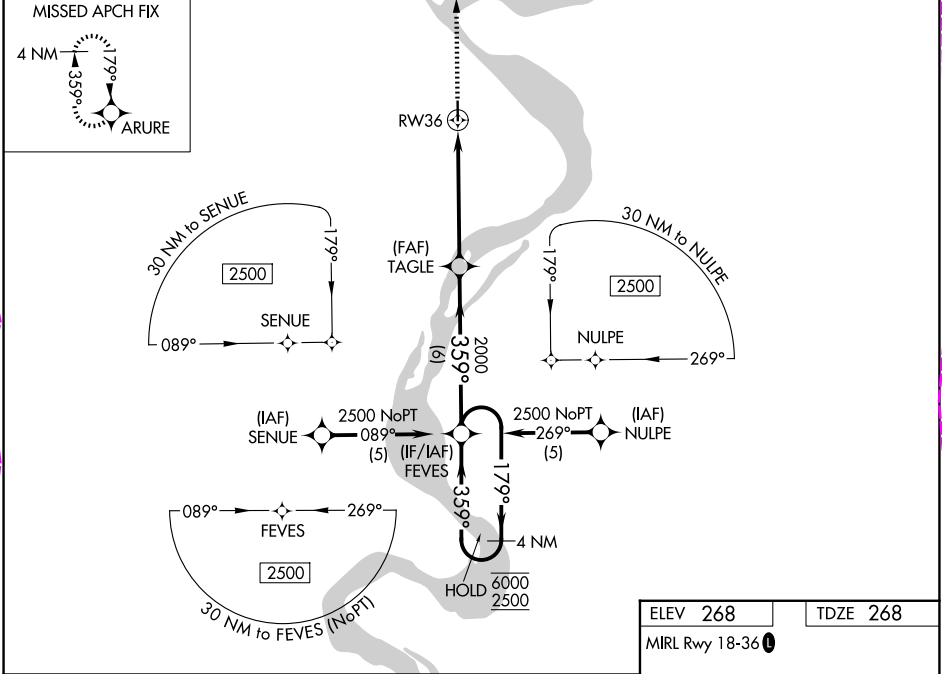 MISSED APCH FIX
4 NM
179°
359°
ARURE
RW36
30 NM to SENUE
179°
2500
SENUE
089°
(FAF)
TAGLE
30 NM to NULPE
179°
2500
NULPE
269°
2000
359°
(6)
(IAF)
SENUE
2500 NoPT
089°
(5)
(IF/IAF)
FEVES
2500 NoPT
269°
(5)
(IAF)
NULPE
179°
359°
4 NM
HOLD
6000
2500
089°
269°
FEVES
2500
30 NM to FEVES (NoPT)
ELEV 268
TDZE 268
MIRL Rwy 18-36 L